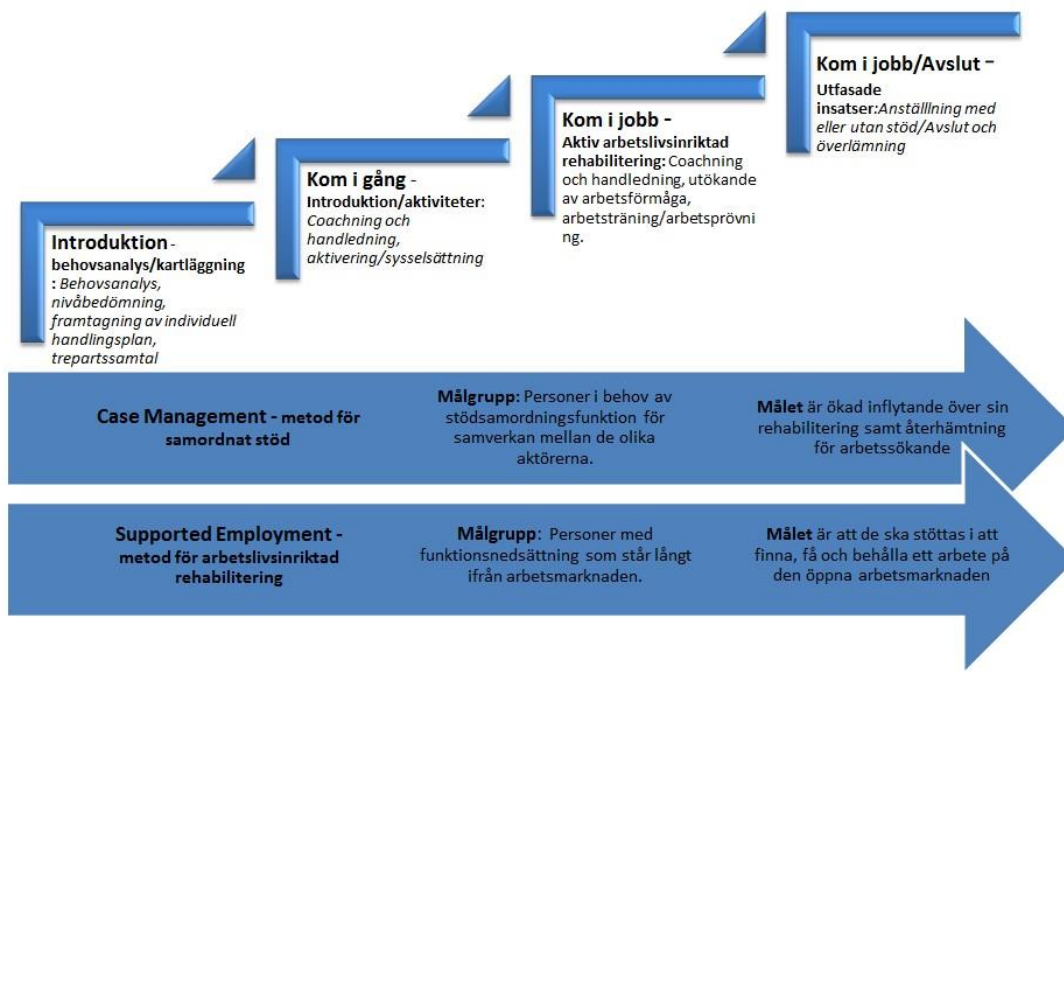 Introduktion -
behovsanalys/kartläggning
: Behovsanalys,
nivåbedömning,
framtagning av individuell
handlingsplan,
trepartssamtal
Kom i gång -
Introduktion/aktiviteter:
Coachning och
handledning,
aktivering/sysselsättning
Kom i jobb -
Aktiv arbetslivsinriktad
rehabilitering: Coachning
och handledning, utökande
av arbetsförmåga,
arbetsträning/arbetsprövni
ng.
Kom i jobb/Avslut –
Utfasade
insatser:Anställlning med
eller utan stöd/Avslut och
överlämning
Case Management - metod för
samordnat stöd
Målgrupp: Personer i behov av
stödsamordningsfunktion för
samverkan mellan de olika
aktörerna.
Målet är ökad inflytande över sin
rehabilitering samt återhämtning
för arbetssökande
Supported Employment -
metod för arbetslivsinriktad
rehabilitering
Målgrupp: Personer med
funktionsnedsättning som står långt
ifrån arbetsmarknaden.
Målet är att de ska stöttas i att
finna, få och behålla ett arbete på
den öppna arbetsmarknaden